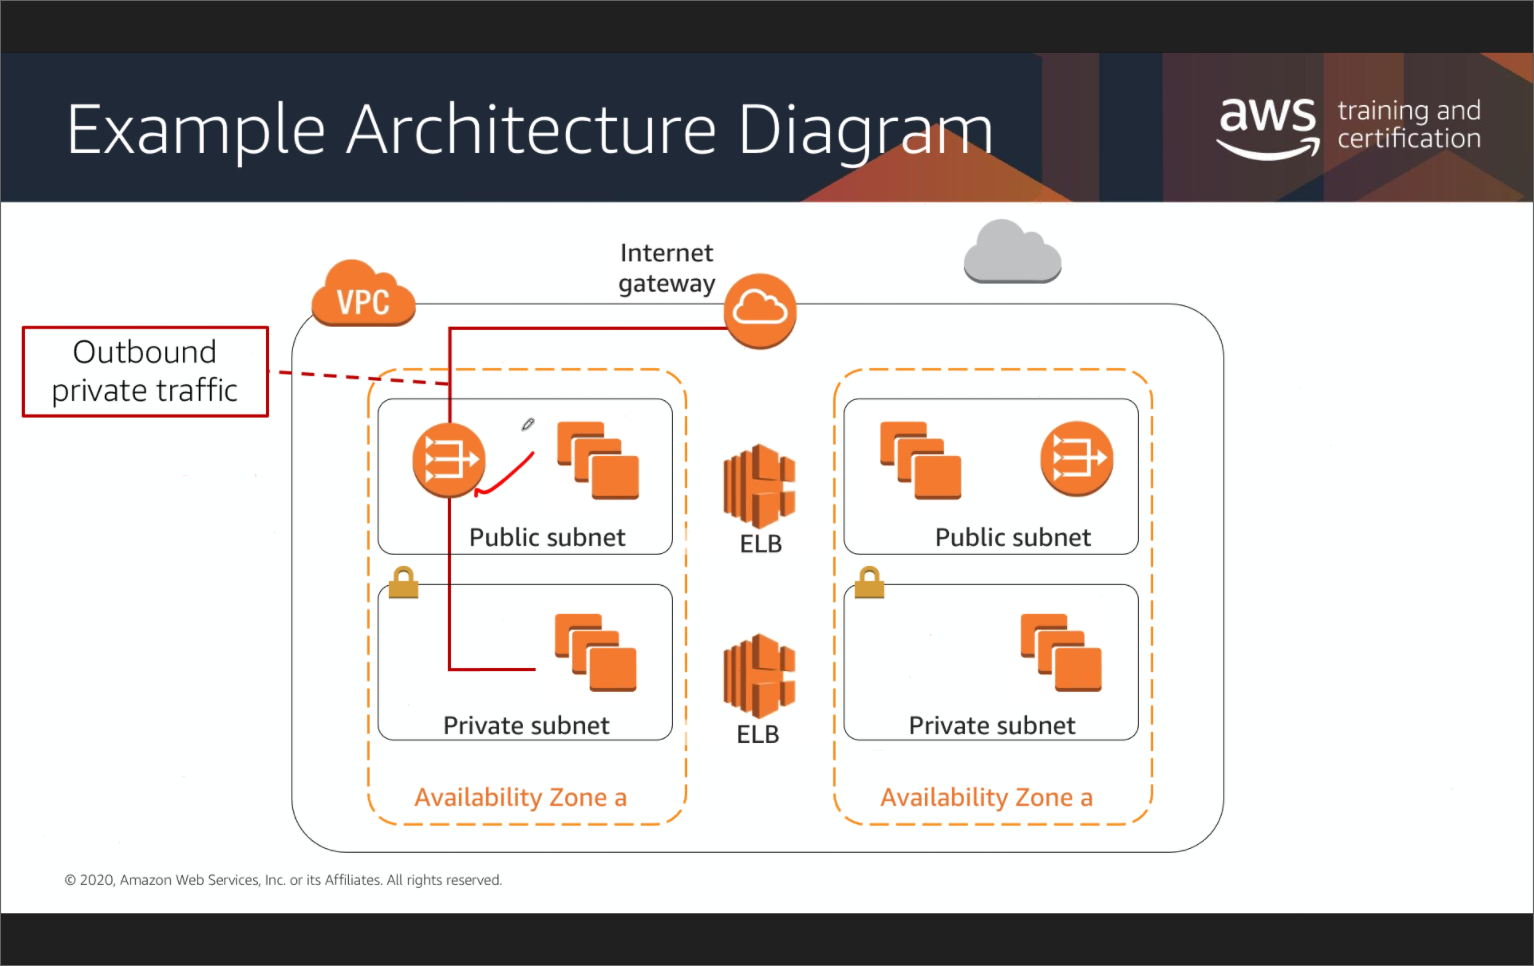 Example Architecture Diagram
aws training and
certification
Internet
gateway
VPC
Outbound
private traffic
Public subnet
ELB
Public subnet
Private subnet
ELB
Private subnet
Availability Zone a
Availability Zone a
© 2020, Amazon Web Services, Inc. or its Affiliates. All rights reserved.